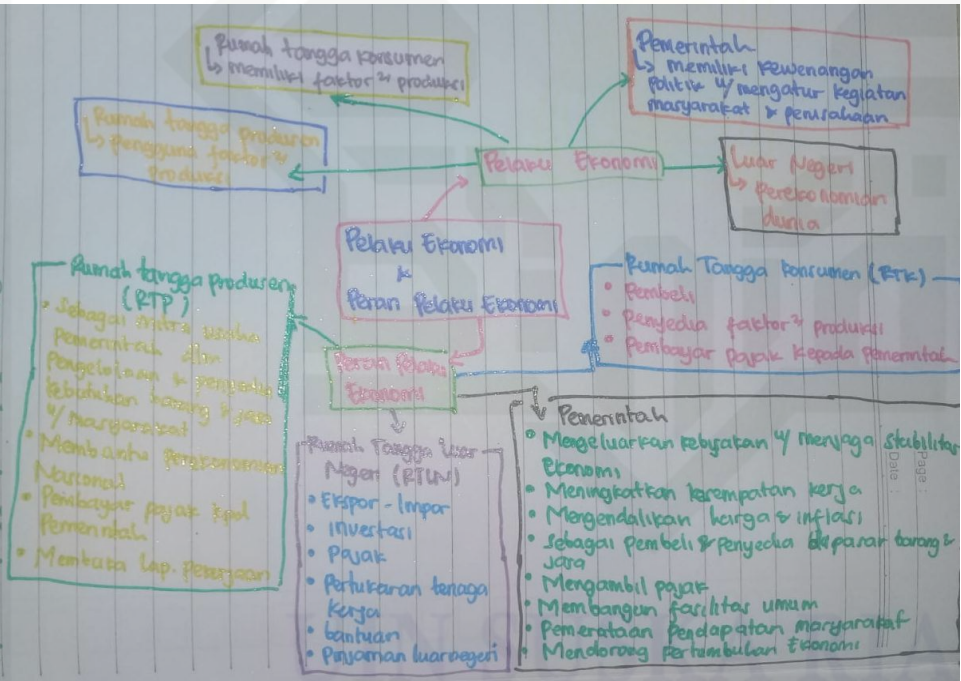 Rumah tangga konsumen
↳ memiliki faktor² produksi
Pemerintah
↳ memiliki kewenangan
politik u/ mengatur kegiatan
masyarakat & perusahaan
Rumah tangga produsen
↳ pengguna faktor²
Produksi
Pelaku Ekonomi
Luar Negeri
↳ perekonomian
dunia
Pelaku Ekonomi
&
Peran Pelaku Ekonomi
Peran Pelaku
Ekonomi
Rumah tangga produsen
(RTP)
• Sebagai mitra usaha
Pemerintah dlm
Pengelolaan & penyedia
kebutuhan barang & jasa
u/ masyarakat
• Membantu perekonomian
Nasional
• Pembayar pajak kpd
Pemerintah
• Membuka Lap. pekerjaan
Rumah Tangga Konsumen (RTK)
• Pembeli
• Penyedia faktor² produksi
• Pembayar pajak kepada pemerintah
Rumah Tangga Luar
Negeri (RTLN)
• Ekspor - Impor
• Investasi
• Pajak
• Pertukaran tenaga
kerja
• bantuan
• Pinjaman luar negeri
Pemerintah
• Mengeluarkan kebijakan u/ menjaga stabilitas
ekonomi
• Meningkatkan kesempatan kerja
• Mengendalikan harga & inflasi
• Sebagai pembeli & penyedia pasar barang &
jasa
• Mengambil pajak
• Membangun fasilitas umum
• Pemerataan Pendapatan masyarakat
• Mendorong Pertumbuhan Ekonomi
Page :
Date :